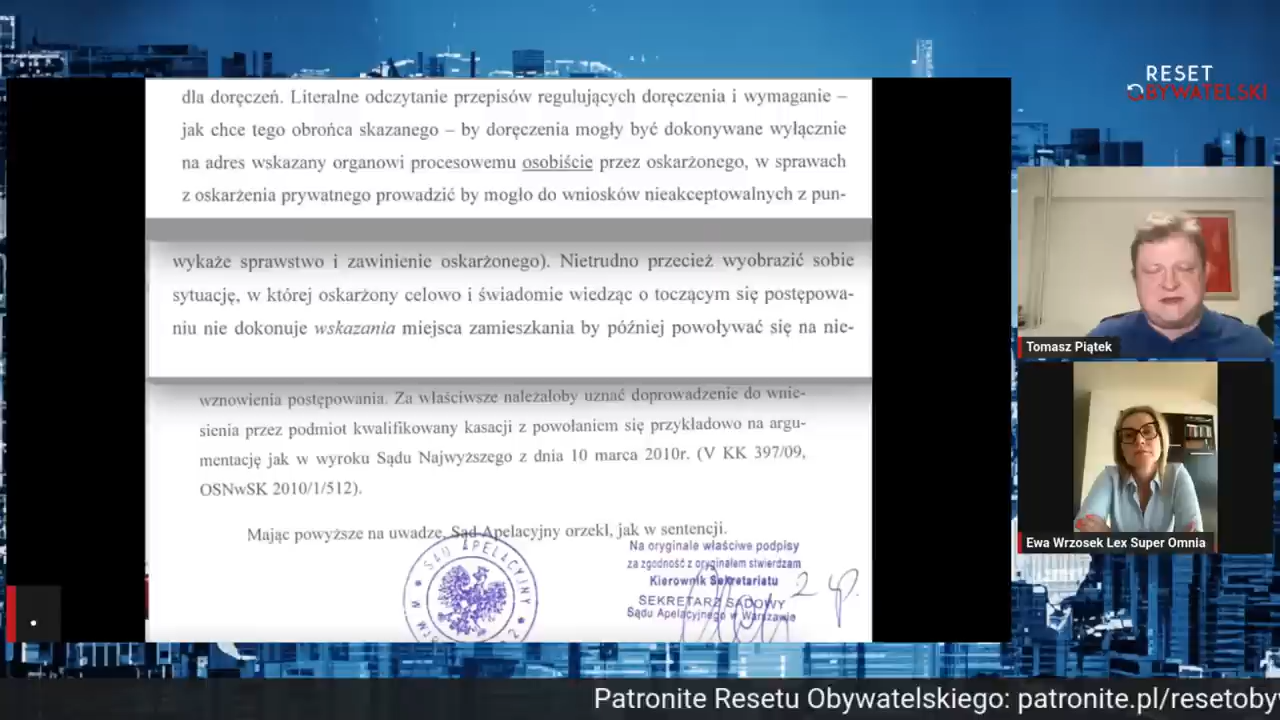 RESET
OBYWATELSKI
dla doręczeń. Literalne odczytanie przepisów regulujących doręczenia i wymaganie –
jak chce tego obrońca skazanego – by doręczenia mogły być dokonywane wyłącznie
na adres wskazany organowi procesowemu osobiście przez oskarżonego, w sprawach
z oskarżenia prywatnego prowadzić by mogło do wniosków nieakceptowalnych z pun-
wykaże sprawstwo i zawinienie oskarżonego). Nietrudno przecież wyobrazić sobie
sytuację, w której oskarżony celowo i świadomie wiedząc o toczącym się postępowa-
niu nie dokonuje wskazania miejsca zamieszkania by później powoływać się na nie-
wznowienia postępowania. Za właściwsze należałoby uznać doprowadzenie do wnie-
sienia przez podmiot kwalifikowany kasacji z powołaniem się przykładowo na argu-
mentację jak w wyroku Sądu Najwyższego z dnia 10 marca 2010r. (V KK 397/09,
OSNwSK 2010/1/512).
Mając powyższe na uwadze, Sąd Apelacyjny orzekł, jak w sentencji.
SĄD APELACYJNY
Na oryginale właściwe podpisy
za zgodność z oryginałem stwierdzam
Kierownik Sekretariatu
SEKRETARZ SĄDOWY
Sądu Apelacyjnego w Warszawie
Tomasz Piątek
Ewa Wrzosek Lex Super Omnia
Patronite Resetu Obywatelskiego: patronite.pl/resetoby